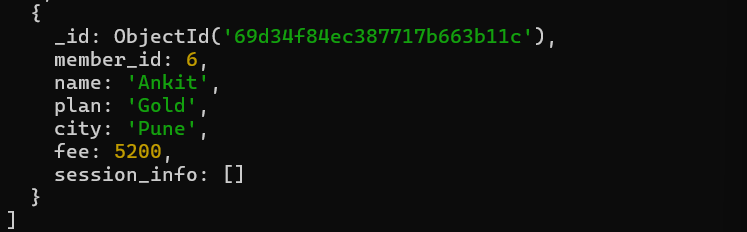 {
_id: ObjectId('69d34f84ec387717b663b11c'),
member_id: 6,
name: 'Ankit',
plan: 'Gold',
city: 'Pune',
fee: 5200,
session_info: []
}
]